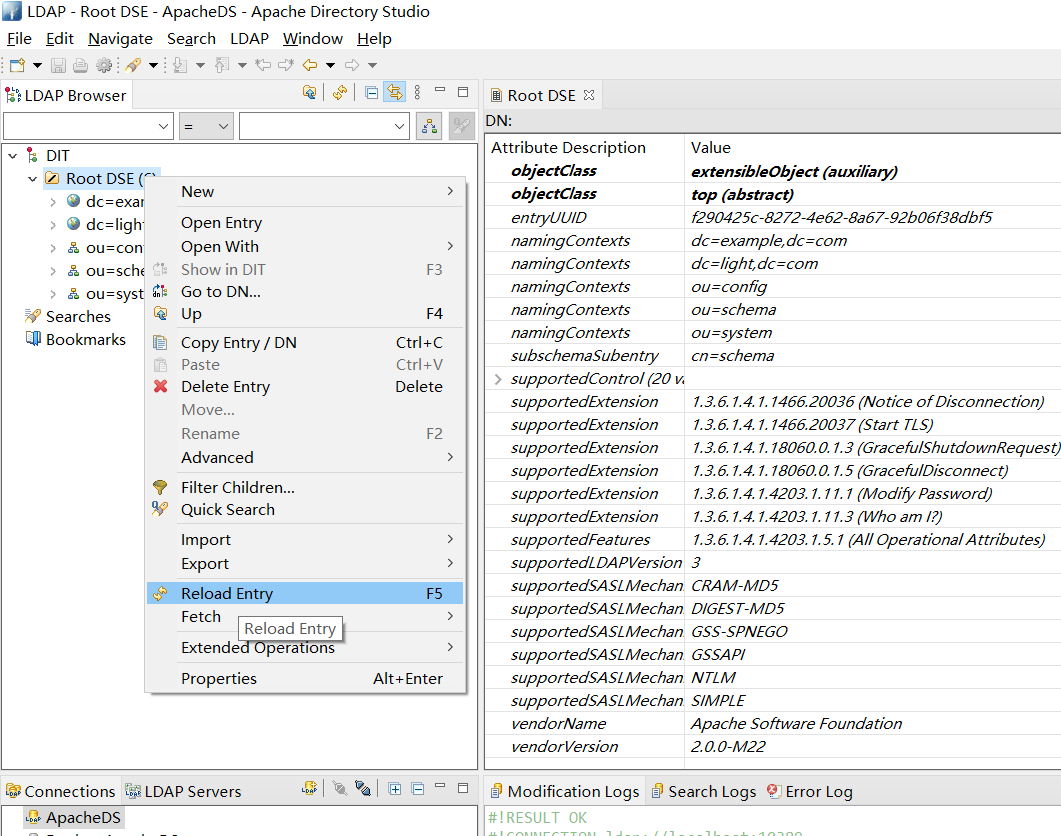 LDAP - Root DSE - ApacheDS - Apache Directory Studio
File Edit Navigate Search LDAP Window Help
LDAP Browser
=
DIT
Root DSE
dc=exar
dc=ligh
ou=con
ou=sche
ou=syst
Searches
Bookmarks
New
Open Entry
Open With
Show in DIT F3
Go to DN...
Up F4
Copy Entry / DN Ctrl+C
Paste Ctrl+V
Delete Entry Delete
Move...
Rename F2
Advanced
Filter Children...
Quick Search
Import
Export
Reload Entry F5
Fetch
Reload Entry
Extended Operations
Properties Alt+Enter
Root DSE
DN:
Attribute Description Value
objectClass extensibleObject (auxiliary)
objectClass top (abstract)
entryUUID f290425c-8272-4e62-8a67-92b06f38dbf5
namingContexts dc=example,dc=com
namingContexts dc=light,dc=com
namingContexts ou=config
namingContexts ou=schema
namingContexts ou=system
subschemaSubentry cn=schema
supportedControl (20 va
supportedExtension 1.3.6.1.4.1.1466.20036 (Notice of Disconnection)
supportedExtension 1.3.6.1.4.1.1466.20037 (Start TLS)
supportedExtension 1.3.6.1.4.1.18060.0.1.3 (GracefulShutdownRequest)
supportedExtension 1.3.6.1.4.1.18060.0.1.5 (GracefulDisconnect)
supportedExtension 1.3.6.1.4.1.4203.1.11.1 (Modify Password)
supportedExtension 1.3.6.1.4.1.4203.1.11.3 (Who am I?)
supportedFeatures 1.3.6.1.4.1.4203.1.5.1 (All Operational Attributes)
supportedLDAPVersion 3
supportedSASLMechan CRAM-MD5
supportedSASLMechan DIGEST-MD5
supportedSASLMechan GSS-SPNEGO
supportedSASLMechan GSSAPI
supportedSASLMechan NTLM
supportedSASLMechan SIMPLE
vendorName Apache Software Foundation
vendorVersion 2.0.0-M22
Connections LDAP Servers
ApacheDS
Modification Logs Search Logs Error Log
#!RESULT OK